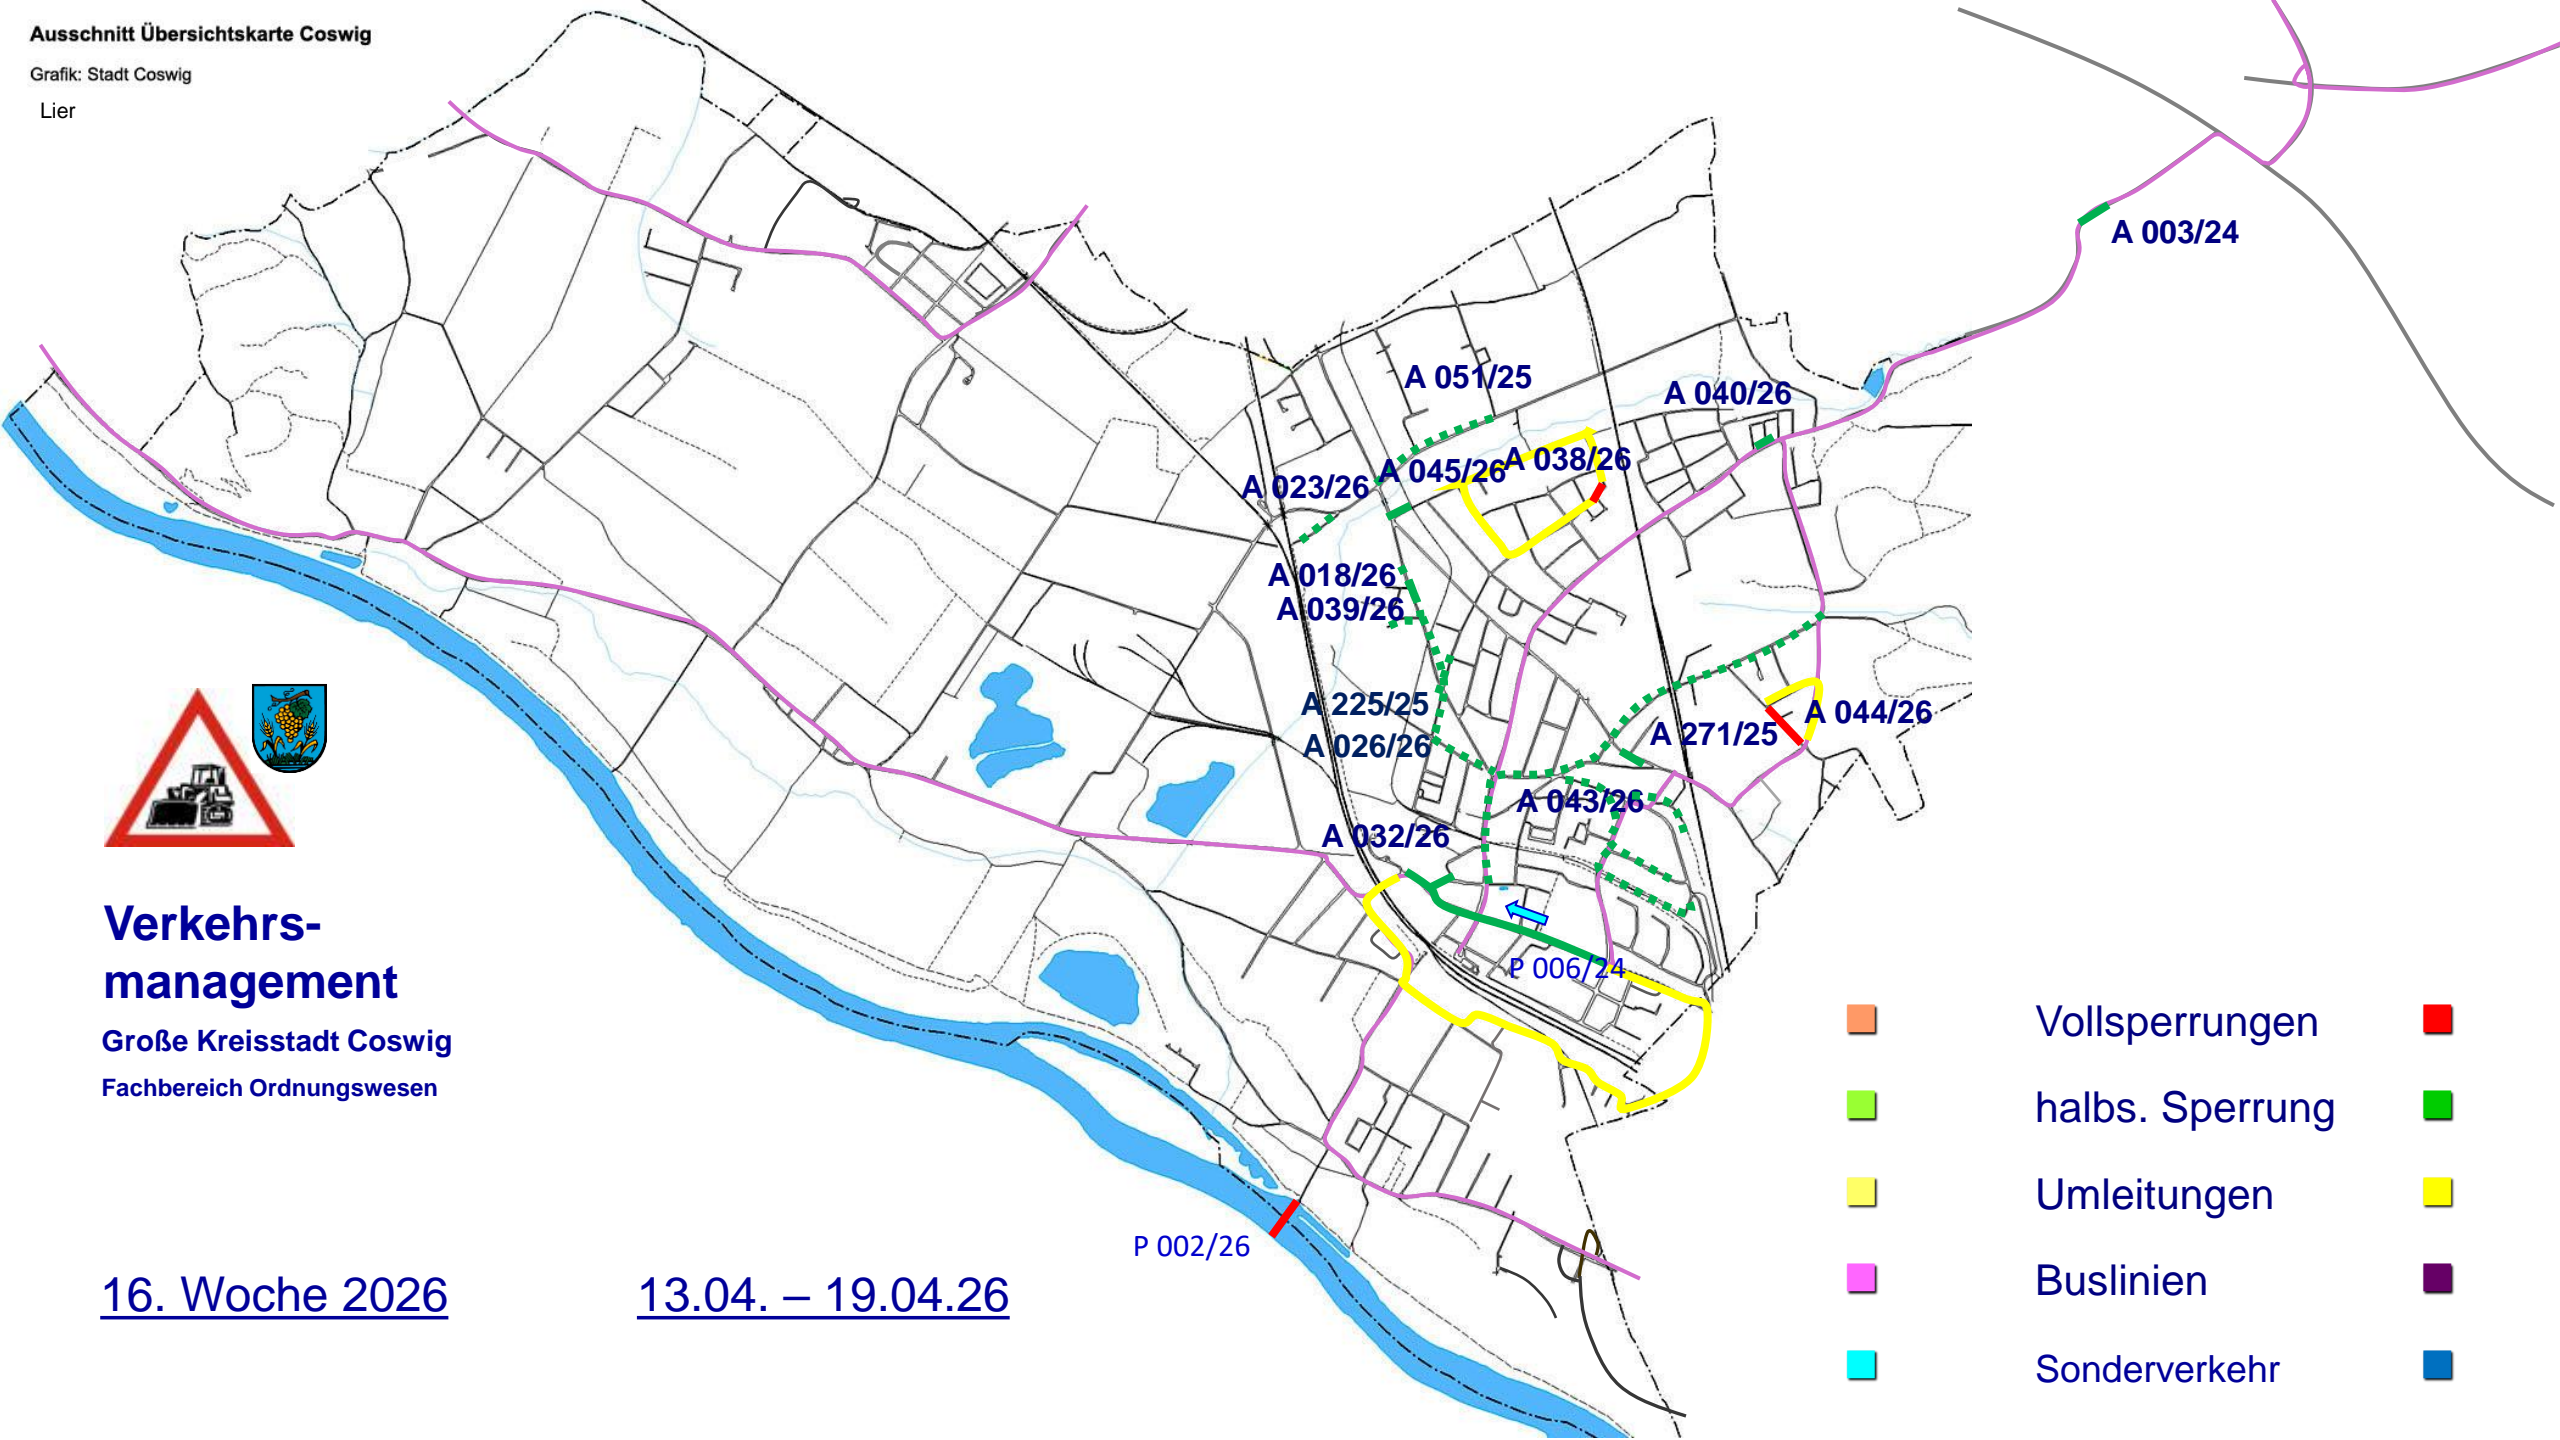 Ausschnitt Übersichtskarte Coswig
Grafik: Stadt Coswig
Lier
A 003/24
A 051/25
A 040/26
A 045/26
A 038/26
A 023/26
A 018/26
A 039/26
A 225/25
A 026/26
A 271/25
A 044/26
A 043/26
A 032/26
P 006/24
P 002/26
Verkehrs-
management
Große Kreisstadt Coswig
Fachbereich Ordnungswesen
16. Woche 2026
13.04. – 19.04.26
Vollsperrungen
halbs. Sperrung
Umleitungen
Buslinien
Sonderverkehr